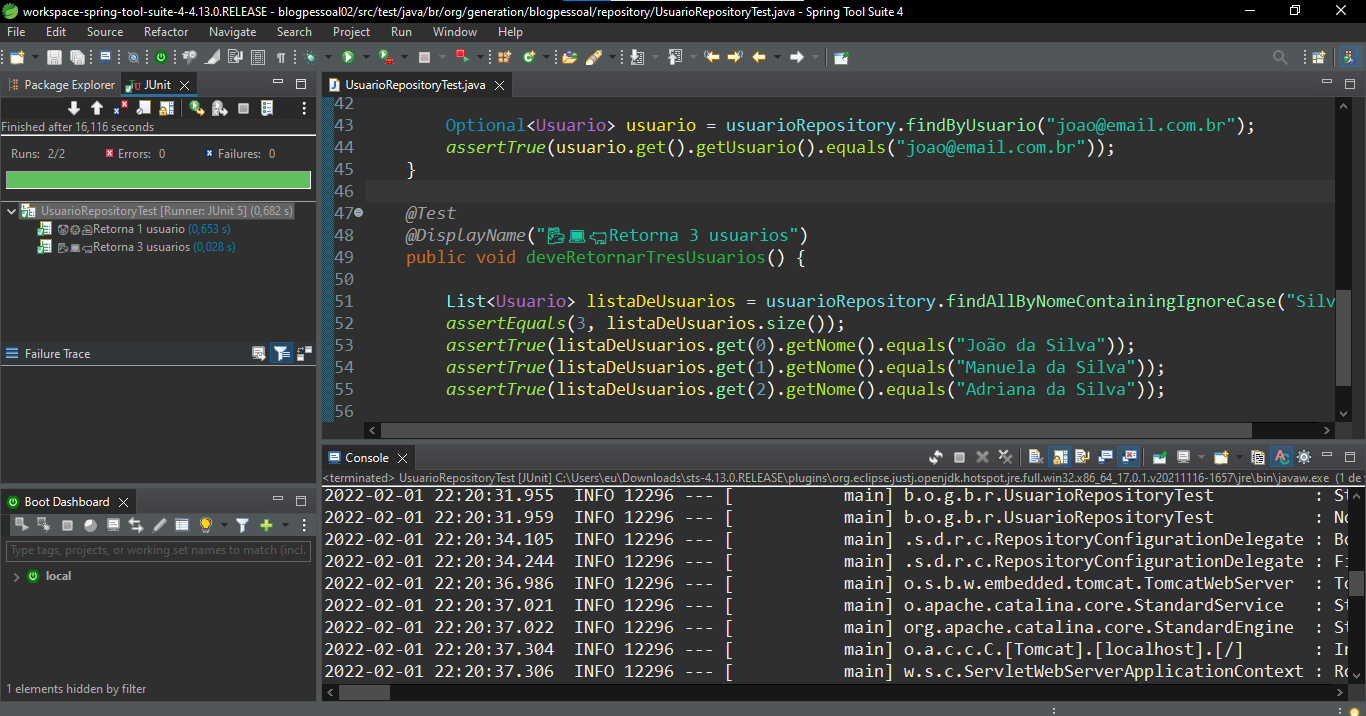 workspace-spring-tool-suite-4-4.13.0.RELEASE - blogpessoal02/src/test/java/br/org/generation/blogpessoal/repository/UsuarioRepositoryTest.java - Spring Tool Suite 4
File Edit Source Refactor Navigate Search Project Run Window Help
Package Explorer JUnit
Finished after 16,116 seconds
Runs: 2/2 Errors: 0 Failures: 0
UsuarioRepositoryTest [Runner: JUnit 5] (0,682 s)
Retorna 1 usuario (0,653 s)
Retorna 3 usuarios (0,028 s)
Failure Trace
Boot Dashboard
Type tags, projects, or working set names to match (incl.
local
1 elements hidden by filter
UsuarioRepositoryTest.java
42
43 Optional<Usuario> usuario = usuarioRepository.findByUsuario("joao@email.com.br");
44 assertTrue(usuario.get().getUsuario().equals("joao@email.com.br"));
45 }
46
47 @Test
48 @DisplayName("🏞💻🐖Retorna 3 usuarios")
49 public void deveRetornarTresUsuarios() {
50
51 List<Usuario> listaDeUsuarios = usuarioRepository.findAllByNomeContainingIgnoreCase("Silv
52 assertEquals(3, listaDeUsuarios.size());
53 assertTrue(listaDeUsuarios.get(0).getNome().equals("João da Silva"));
54 assertTrue(listaDeUsuarios.get(1).getNome().equals("Manuela da Silva"));
55 assertTrue(listaDeUsuarios.get(2).getNome().equals("Adriana da Silva"));
56
Console
<terminated> UsuarioRepositoryTest [JUnit] C:\Users\eu\Downloads\sts-4.13.0.RELEASE\plugins\org.eclipse.justj.openjdk.hotspot.jre.full.win32.x86_64_17.0.1.v20211116-1657\jre\bin\javaw.exe (1 de
2022-02-01 22:20:31.955 INFO 12296 --- [ main] b.o.g.b.r.UsuarioRepositoryTest : St
2022-02-01 22:20:31.959 INFO 12296 --- [ main] b.o.g.b.r.UsuarioRepositoryTest : No
2022-02-01 22:20:34.105 INFO 12296 --- [ main] .s.d.r.c.RepositoryConfigurationDelegate : Bo
2022-02-01 22:20:34.244 INFO 12296 --- [ main] .s.d.r.c.RepositoryConfigurationDelegate : Fi
2022-02-01 22:20:36.986 INFO 12296 --- [ main] o.s.b.w.embedded.tomcat.TomcatWebServer : To
2022-02-01 22:20:37.021 INFO 12296 --- [ main] o.apache.catalina.core.StandardService : St
2022-02-01 22:20:37.022 INFO 12296 --- [ main] org.apache.catalina.core.StandardEngine : St
2022-02-01 22:20:37.304 INFO 12296 --- [ main] o.a.c.c.C.[Tomcat].[localhost].[/] : In
2022-02-01 22:20:37.306 INFO 12296 --- [ main] w.s.c.ServletWebServerApplicationContext : Ro